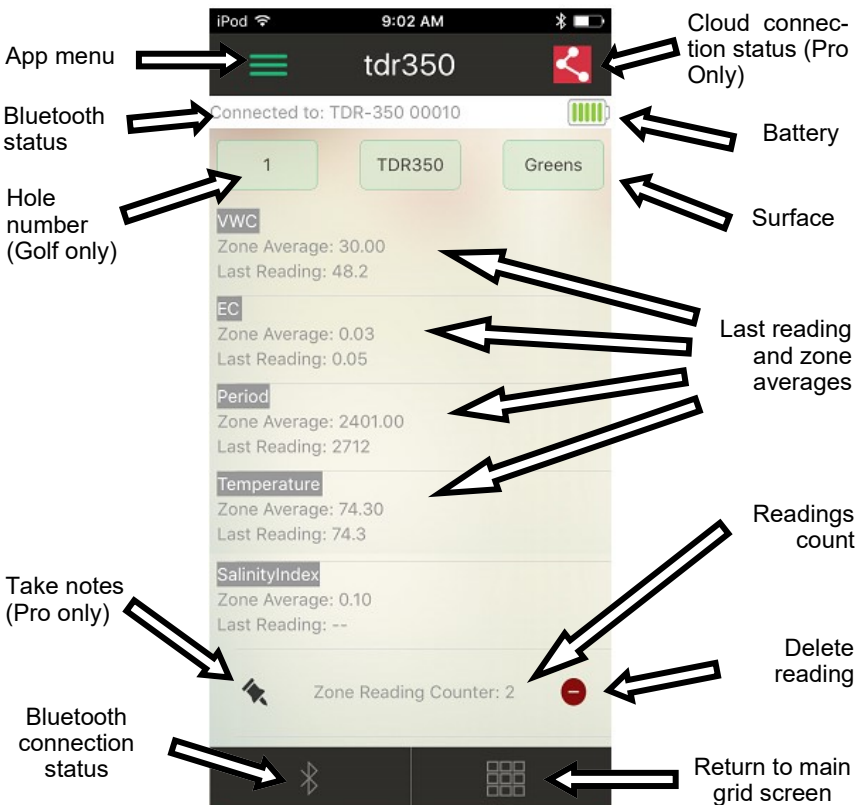 iPod 9:02 AM
Cloud connec-
tion status (Pro
Only)
App menu
tdr350
Bluetooth
status
Connected to: TDR-350 00010
Battery
Hole
number
(Golf only)
1 TDR350 Greens
Surface
VWC
Zone Average: 30.00
Last Reading: 48.2
EC
Zone Average: 0.03
Last Reading: 0.05
Last reading
and zone
averages
Period
Zone Average: 2401.00
Last Reading: 2712
Temperature
Zone Average: 74.30
Last Reading: 74.3
Readings
count
SalinityIndex
Zone Average: 0.10
Last Reading: --
Take notes
(Pro only)
Zone Reading Counter: 2
Delete
reading
Bluetooth
connection
status
Return to main
grid screen